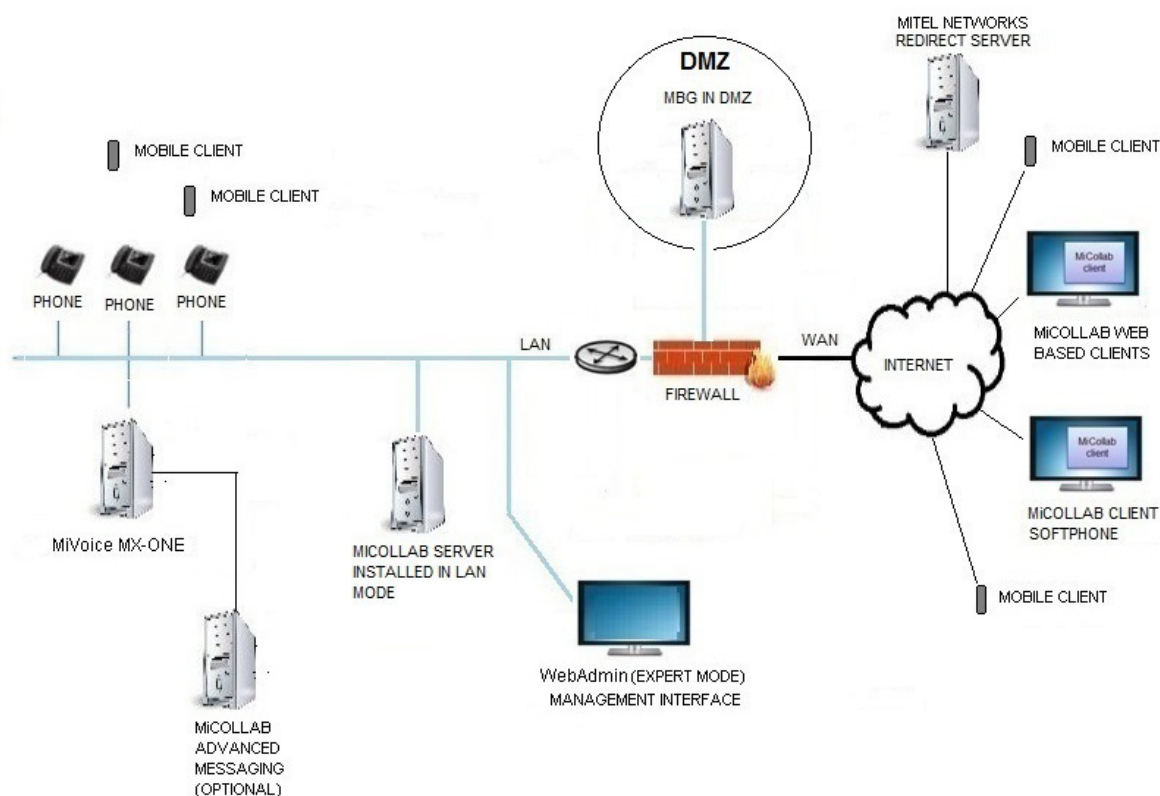 MITEL NETWORKS
REDIRECT SERVER
DMZ
MBG IN DMZ
MOBILE CLIENT
MOBILE CLIENT
MOBILE CLIENT
PHONE
PHONE
PHONE
MiCollab
client
MiCOLLAB WEB
BASED CLIENTS
LAN
WAN
INTERNET
FIREWALL
MiCollab
client
MiCOLLAB CLIENT
SOFTPHONE
MiVoice MX-ONE
MICOLLAB SERVER
INSTALLED IN LAN
MODE
MOBILE CLIENT
WebAdmin (EXPERT MODE)
MANAGEMENT INTERFACE
MiCOLLAB
ADVANCED
MESSAGING
(OPTIONAL)